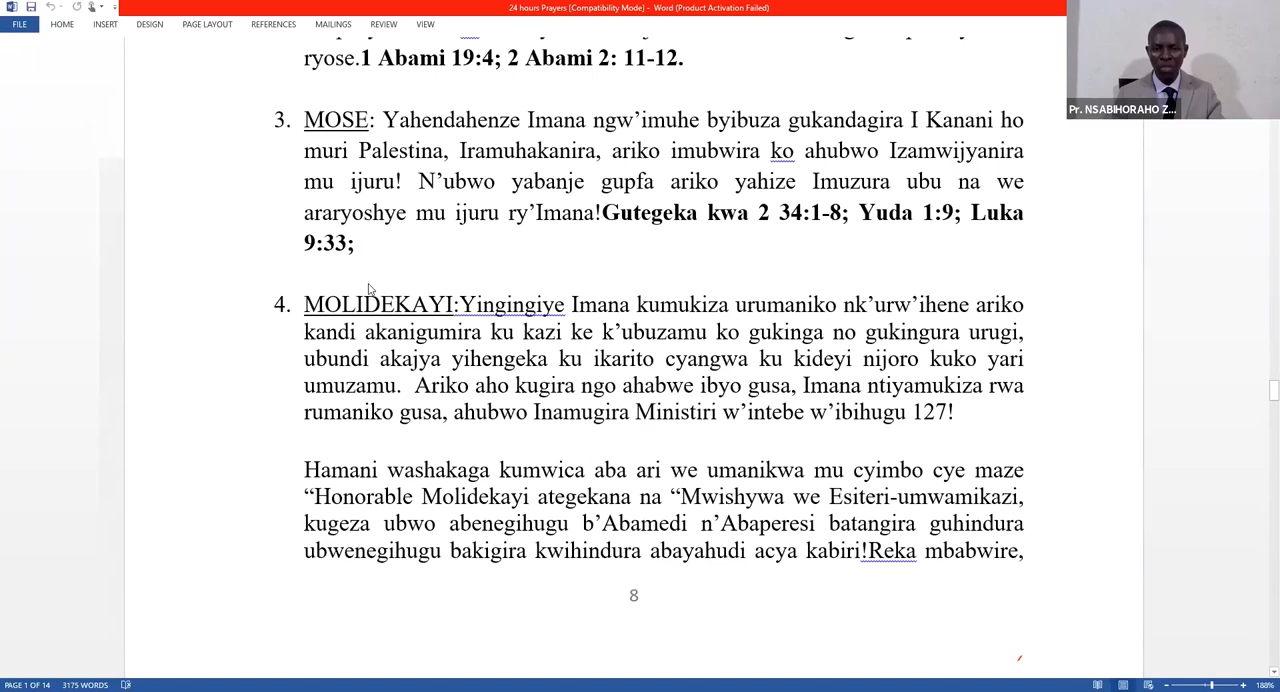 24 hours Prayers [Compatibility Mode] - Word (Product Activation Failed)
FILE HOME INSERT DESIGN PAGE LAYOUT REFERENCES MAILINGS REVIEW VIEW
Pr. NSABIHORAHO Z...
ryose.1 Abami 19:4; 2 Abami 2: 11-12.
3. MOSE: Yahendaıenze Imana ngw’imuhe byibuza gukandagira I Kanani ho
muri Palestina, Iramuhakanira, ariko imubwira ko ahubwo Izamwijyanira
mu ijuru! N’ubwo yabanje gupfa ariko yahize Imuzura ubu na we
araryoshye mu ijuru ry’Imana!Gutegeka kwa 2 34:1-8; Yuda 1:9; Luka
9:33;
4. MOLIDEKAYI:Yingingiye Imana kumukiza urumaniko nk’urw’ihene ariko
kandi akanigumira ku kazi ke k’ubuzamu ko gukinga no gukingura urugi,
ubundi akajya yihengeka ku ikarito cyangwa ku kideyi nijoro kuko yari
umuzamu. Ariko aho kugira ngo ahabwe ibyo gusa, Imana ntiyamukiza rwa
rumaniko gusa, ahubwo Inamugira Ministiri w’intebe w’ibihugu 127!
Hamani washakaga kumwica aba ari we umanikwa mu cyimbo cye maze
“Honorable Molidekayi ategekana na “Mwishywa we Esiteri-umwamikazi,
kugeza ubwo abenegihugu b’Abamedi n’Abaperesi batangira guhindura
ubwenegihugu bakigira kwihindura abayahudi acya kabiri!Reka mbabwire,
8
PAGE 1 OF 14 3175 WORDS 188%